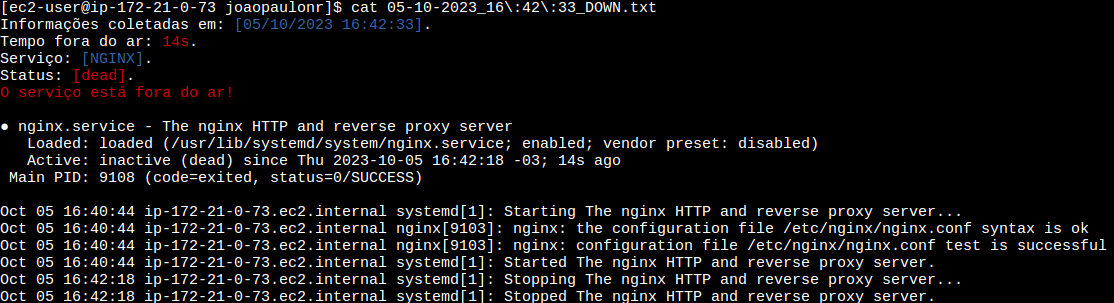 [ec2-user@ip-172-21-0-73 joaopaulonr]$ cat 05-10-2023_16\:42\:33_DOWN.txt
Informações coletadas em: [05/10/2023 16:42:33].
Tempo fora do ar: 14s.
Serviço: [NGINX].
Status: [dead].
O serviço está fora do ar!
● nginx.service - The nginx HTTP and reverse proxy server
Loaded: loaded (/usr/lib/systemd/system/nginx.service; enabled; vendor preset: disabled)
Active: inactive (dead) since Thu 2023-10-05 16:42:18 -03; 14s ago
Main PID: 9108 (code=exited, status=0/SUCCESS)
Oct 05 16:40:44 ip-172-21-0-73.ec2.internal systemd[1]: Starting The nginx HTTP and reverse proxy server...
Oct 05 16:40:44 ip-172-21-0-73.ec2.internal nginx[9103]: nginx: the configuration file /etc/nginx/nginx.conf syntax is ok
Oct 05 16:40:44 ip-172-21-0-73.ec2.internal nginx[9103]: nginx: configuration file /etc/nginx/nginx.conf test is successful
Oct 05 16:40:44 ip-172-21-0-73.ec2.internal systemd[1]: Started The nginx HTTP and reverse proxy server.
Oct 05 16:42:18 ip-172-21-0-73.ec2.internal systemd[1]: Stopping The nginx HTTP and reverse proxy server...
Oct 05 16:42:18 ip-172-21-0-73.ec2.internal systemd[1]: Stopped The nginx HTTP and reverse proxy server.